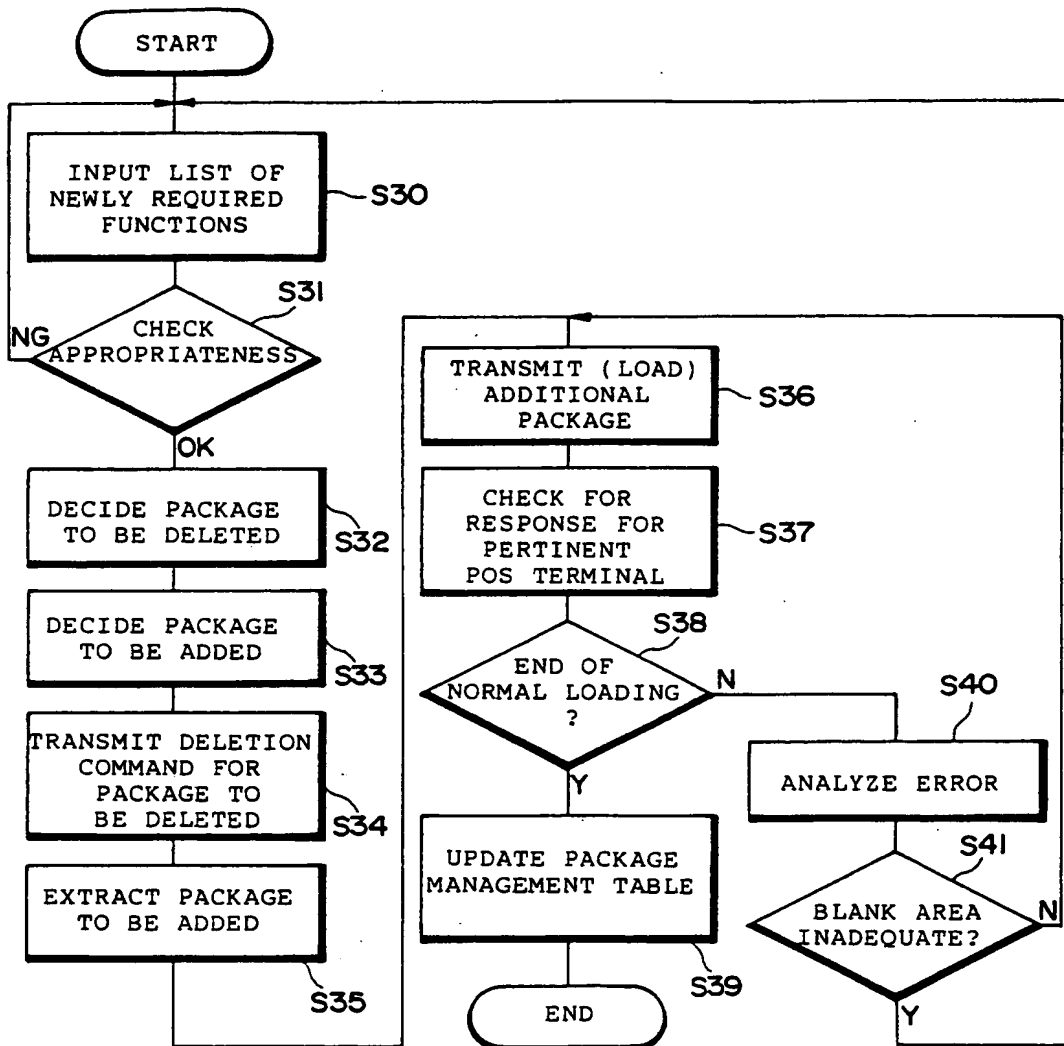 START
INPUT LIST OF
NEWLY REQUIRED
FUNCTIONS
S30
S31
NG
CHECK
APPROPRIATENESS
OK
DECIDE PACKAGE
TO BE DELETED
S32
DECIDE PACKAGE
TO BE ADDED
S33
TRANSMIT DELETION
COMMAND FOR
PACKAGE TO
BE DELETED
S34
EXTRACT PACKAGE
TO BE ADDED
S35
TRANSMIT (LOAD)
ADDITIONAL
PACKAGE
S36
CHECK FOR
RESPONSE FOR
PERTINENT
POS TERMINAL
S37
S38
END OF
NORMAL LOADING
?
N
Y
UPDATE PACKAGE
MANAGEMENT TABLE
S39
END
S40
ANALYZE ERROR
S41
BLANK AREA
INADEQUATE?
N
Y